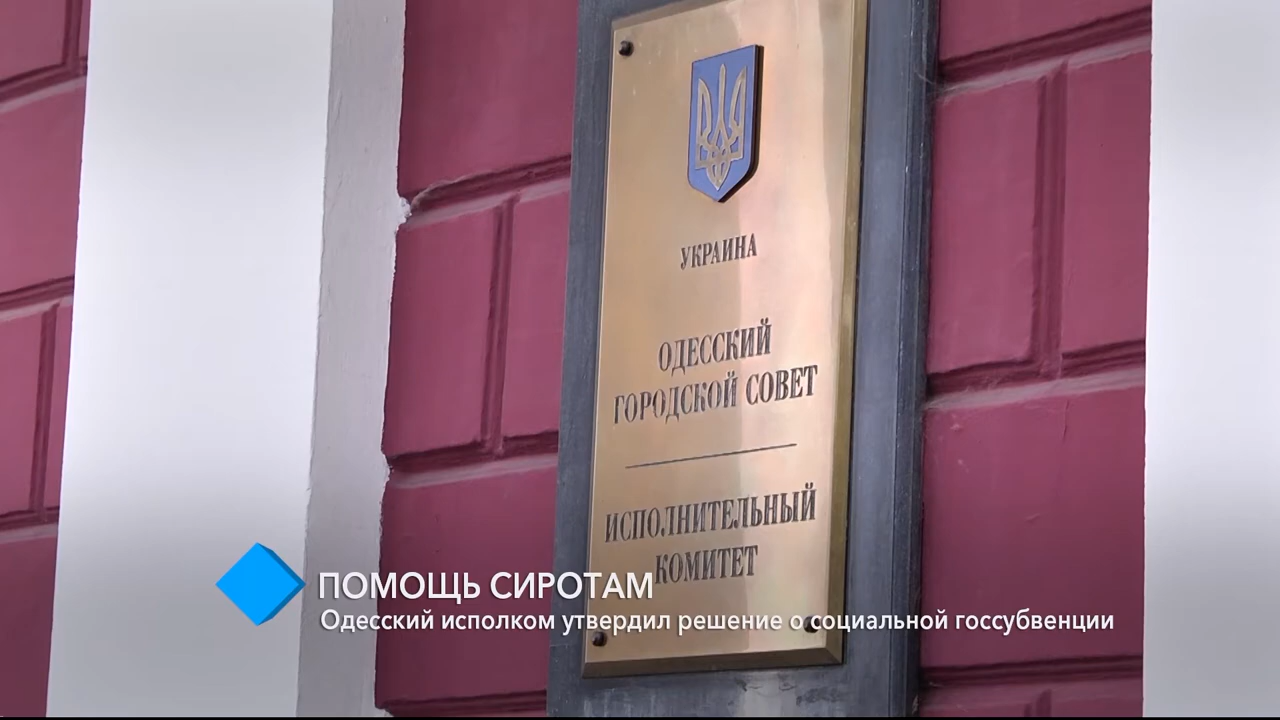 УКРАИНА
ОДЕССКИЙ
ГОРОДСКОЙ СОВЕТ
ИСПОЛНИТЕЛЬНЫЙ
КОМИТЕТ
ПОМОЩЬ СИРОТАМ
Одесский исполком утвердил решение о социальной госсубвенции